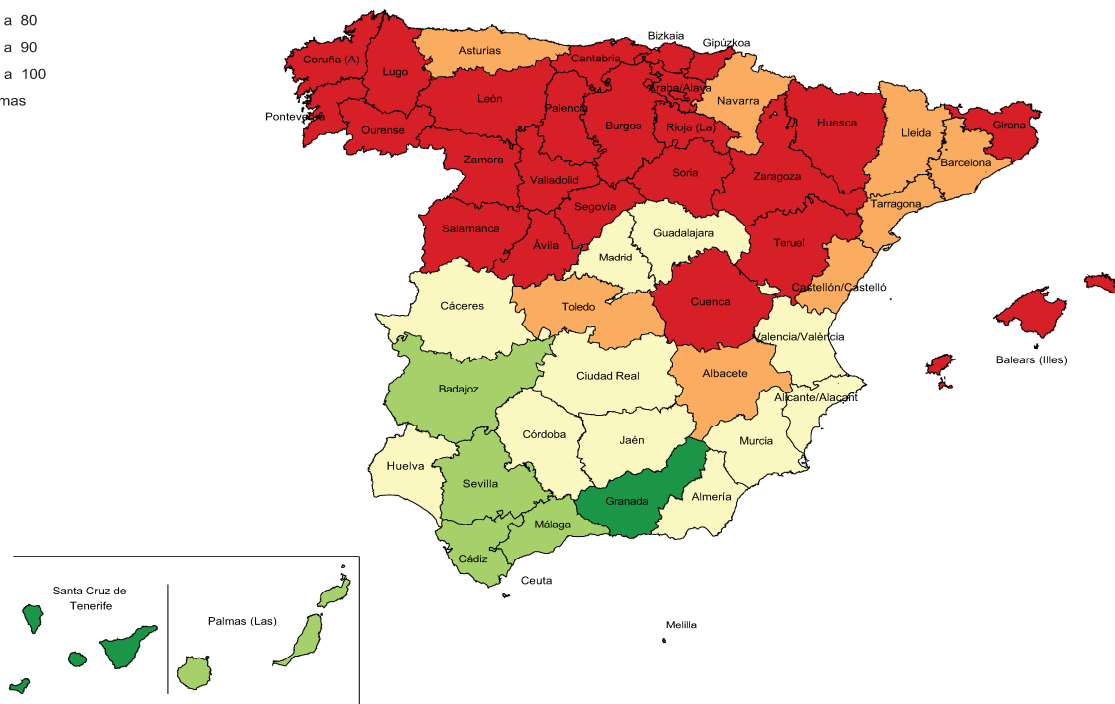 a 80
a 90
a 100
mas
Bizkaia
Gipúzkoa
Asturias
Cantabria
Coruña (A)
Lugo
Araba/Alava
León
Palencia
Navarra
Pontevedra
Ourense
Burgos
Rioja (La)
Huesca
Lleida
Girona
Zamora
Barcelona
Valladolid
Soria
Zaragoza
Segovia
Tarragona
Salamanca
Ávila
Guadalajara
Madrid
Teruel
Cáceres
Toledo
Cuenca
Castellón/Castelló
Valencia/València
Balears (Illes)
Badajoz
Ciudad Real
Albacete
Alicante/Alacant
Córdoba
Jaén
Murcia
Huelva
Sevilla
Granada
Almería
Málaga
Cádiz
Ceuta
Santa Cruz de
Tenerife
Palmas (Las)
Melilla